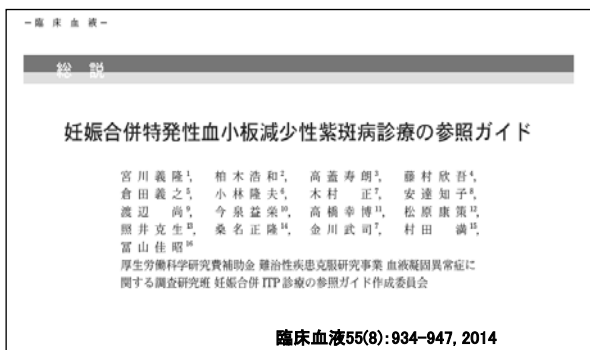 －臨 床 血 液－
総 説
妊娠合併特発性血小板減少性紫斑病診療の参照ガイド
宮川義隆1, 柏木浩和2, 高蓋寿朗3, 藤村欣吾4,
倉田義之5, 小林隆夫6, 木村 正7, 安達知子8,
渡辺 尚9, 今泉益栄10, 高橋幸博11, 松原康策12,
照井克生13, 桑名正隆14, 金川武司7, 村田 満15,
冨山佳昭16
厚生労働科学研究費補助金 難治性疾患克服研究事業 血液凝固異常症に
関する調査研究班 妊娠合併 ITP 診療の参照ガイド作成委員会
臨床血液55(8):934-947, 2014